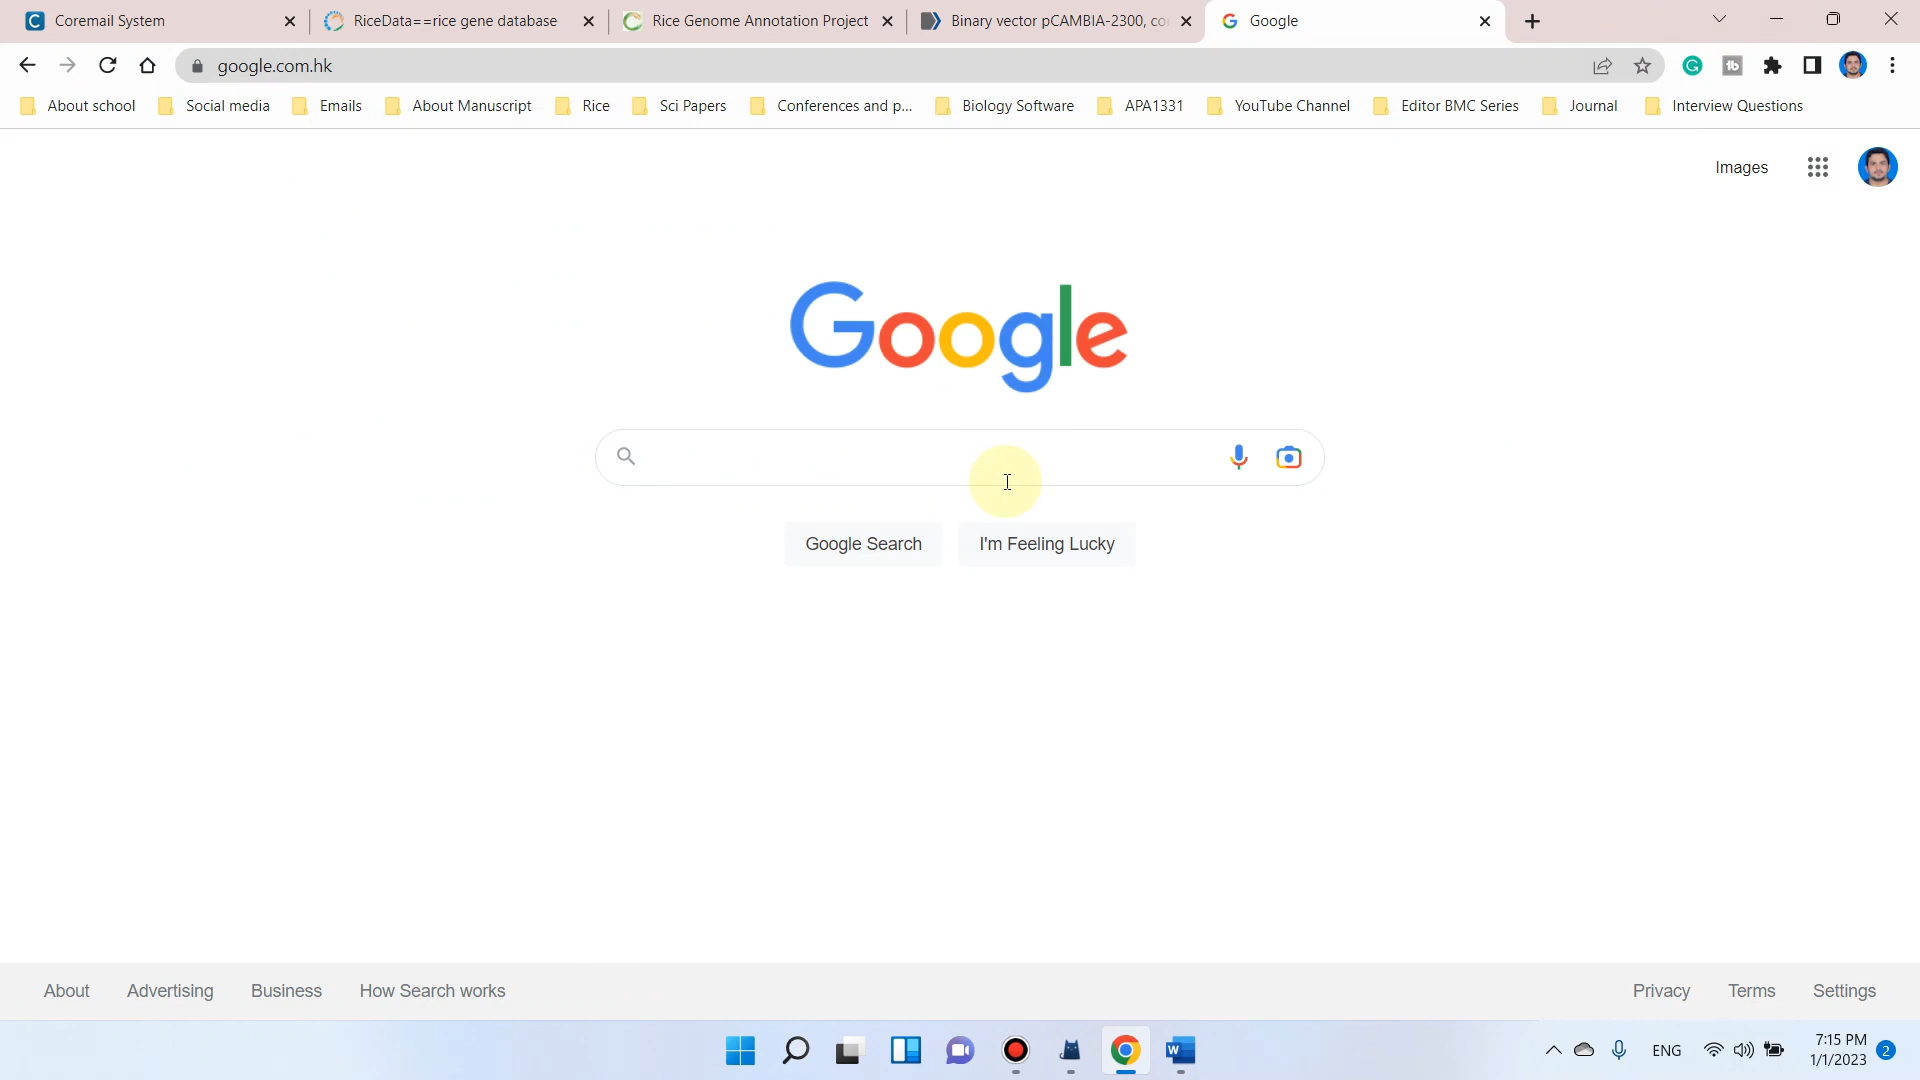 Coremail System
RiceData==rice gene database
Rice Genome Annotation Project
Binary vector pCAMBIA-2300, co
Google
google.com.hk
About school
Social media
Emails
About Manuscript
Rice
Sci Papers
Conferences and p...
Biology Software
APA1331
YouTube Channel
Editor BMC Series
Journal
Interview Questions
Images
Google
Google Search
I'm Feeling Lucky
About
Advertising
Business
How Search works
Privacy
Terms
Settings
ENG
7:15 PM
1/1/2023
2